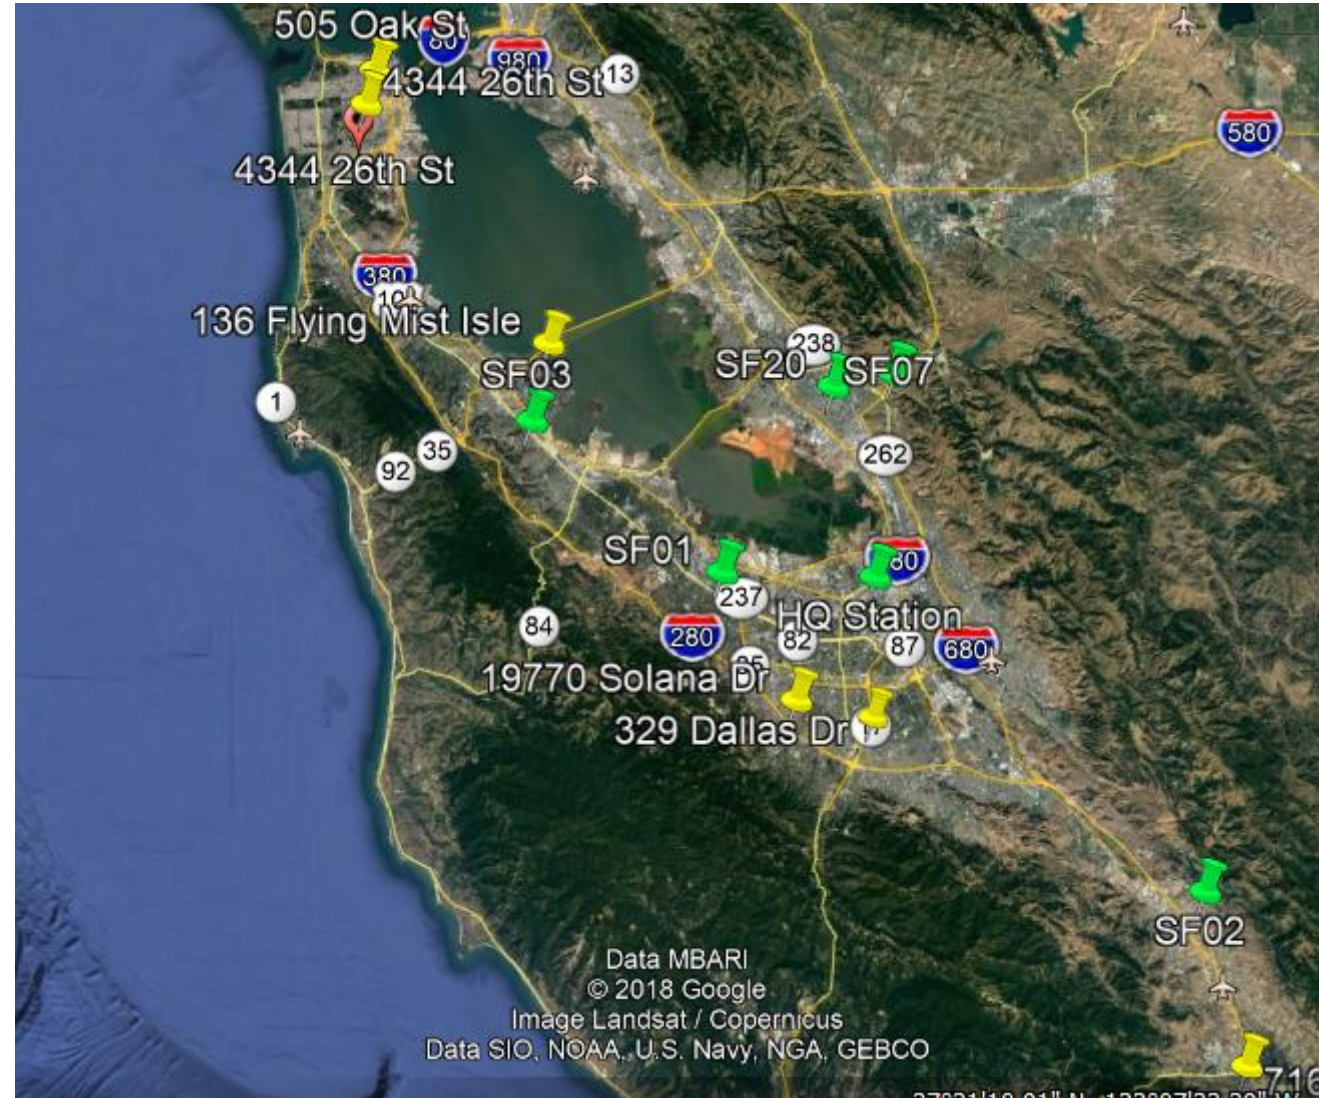 505 Oak St
80
980
13
4344 26th St
580
4344 26th St
380
136 Flying Mist Isle
SF03
238
SF20
SF07
1
35
92
262
SF01
237
HQ Station
84
280
82
87
680
19770 Solana Dr
329 Dallas Dr
SF02
Data MBARI
© 2018 Google
Image Landsat / Copernicus
Data SIO, NOAA, U.S. Navy, NGA, GEBCO
716